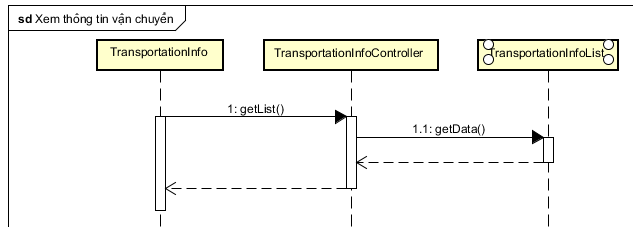 sd Xem thông tin vận chuyển
TransportationInfo
TransportationInfoController
TransportationInfoList
1: getList()
1.1: getData()